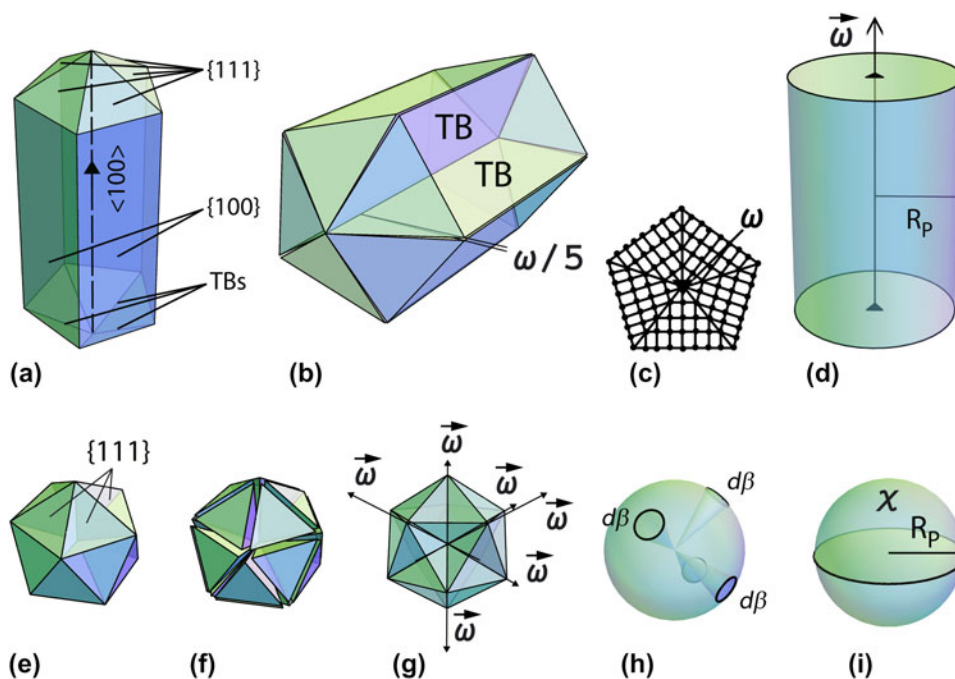 {111}
<100>
{100}
TBs
(a)
TB
TB
ω / 5
(b)
ω
(c)
ω⃗
R_P
(d)
{111}
(e)
(f)
ω⃗
ω⃗
ω⃗
ω⃗
ω⃗
ω⃗
(g)
dβ
dβ
dβ
(h)
χ
R_P
(i)